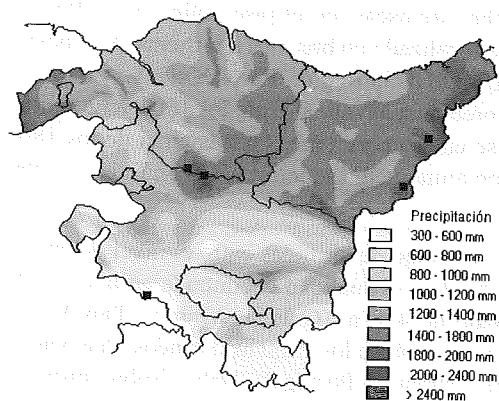 Precipitación
300 - 600 mm
600 - 800 mm
800 - 1000 mm
1000 - 1200 mm
1200 - 1400 mm
1400 - 1800 mm
1800 - 2000 mm
2000 - 2400 mm
> 2400 mm